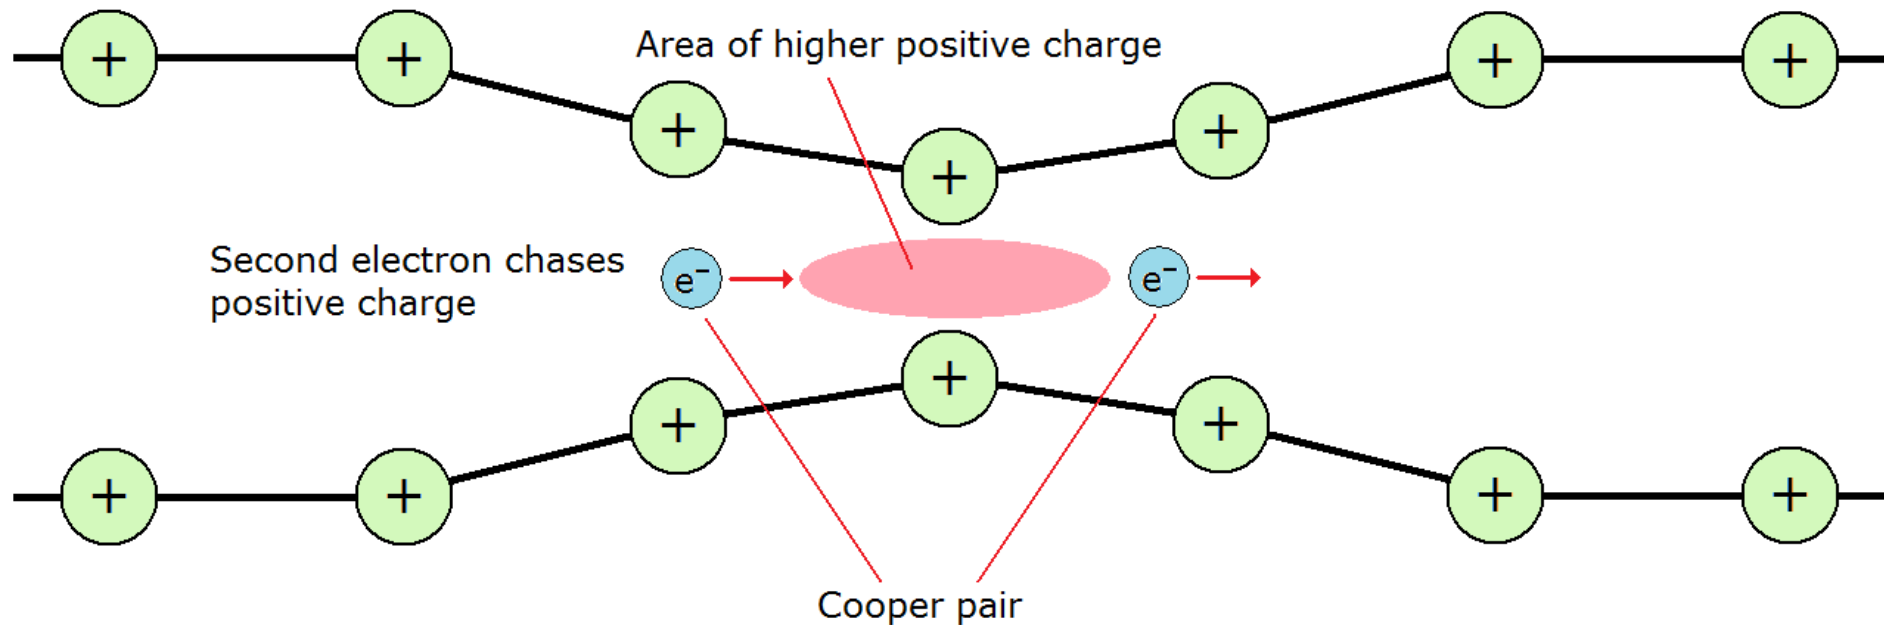 + +
Area of higher positive charge
+ +
+ + +
Second electron chases
positive charge
e⁻ e⁻
+
+ +
+ + + +
Cooper pair